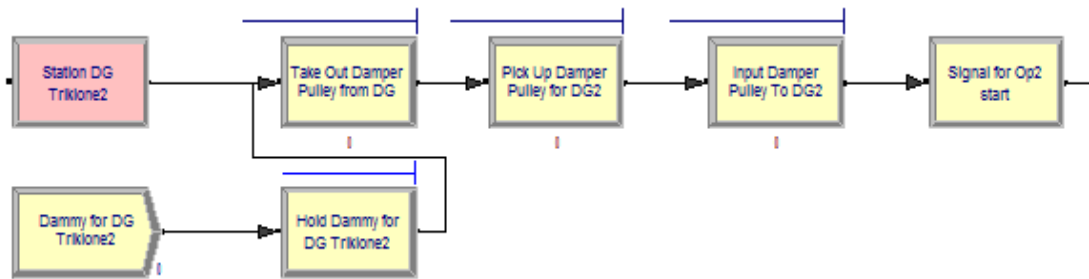 Station DG
Triklone2
Take Out Damper
Pulley from DG
Pick Up Damper
Pulley for DG2
Input Damper
Pulley To DG2
Signal for Op2
start
Dammy for DG
Triklone2
Hold Dammy for
DG Triklone2